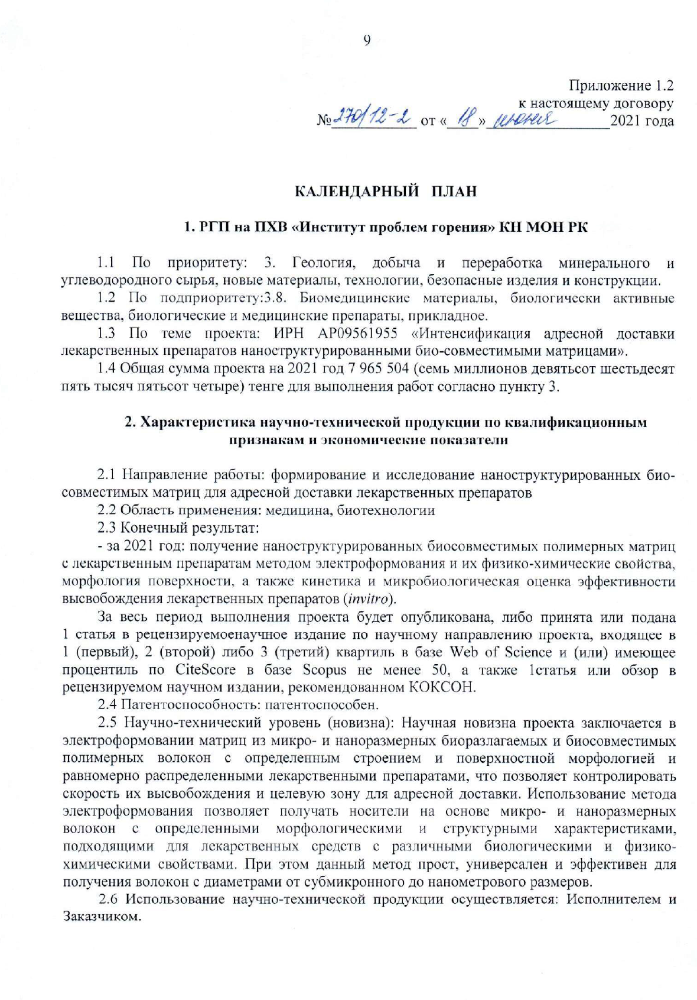 9
Приложение 1.2
к настоящему договору
№ 270/12-2 от « 18 » июня 2021 года
КАЛЕНДАРНЫЙ ПЛАН
1. РГП на ПХВ «Институт проблем горения» КН МОН РК
1.1 По приоритету: 3. Геология, добыча и переработка минерального и
углеводородного сырья, новые материалы, технологии, безопасные изделия и конструкции.
1.2 По подприоритету:3.8. Биомедицинские материалы, биологически активные
вещества, биологические и медицинские препараты, прикладное.
1.3 По теме проекта: ИРН АР09561955 «Интенсификация адресной доставки
лекарственных препаратов наноструктурированными био-совместимыми матрицами».
1.4 Общая сумма проекта на 2021 год 7 965 504 (семь миллионов девятьсот шестьдесят
пять тысяч пятьсот четыре) тенге для выполнения работ согласно пункту 3.
2. Характеристика научно-технической продукции по квалификационным
признакам и экономические показатели
2.1 Направление работы: формирование и исследование наноструктурированных био-
совместимых матриц для адресной доставки лекарственных препаратов
2.2 Область применения: медицина, биотехнологии
2.3 Конечный результат:
- за 2021 год: получение наноструктурированных биосовместимых полимерных матриц
с лекарственным препаратам методом электроформования и их физико-химические свойства,
морфология поверхности, а также кинетика и микробиологическая оценка эффективности
высвобождения лекарственных препаратов (invitro).
За весь период выполнения проекта будет опубликована, либо принята или подана
1 статья в рецензируемоенаучное издание по научному направлению проекта, входящее в
1 (первый), 2 (второй) либо 3 (третий) квартиль в базе Web of Science и (или) имеющее
процентиль по CiteScore в базе Scopus не менее 50, а также 1статья или обзор в
рецензируемом научном издании, рекомендованном КОКСОН.
2.4 Патентоспособность: патентоспособен.
2.5 Научно-технический уровень (новизна): Научная новизна проекта заключается в
электроформовании матриц из микро- и наноразмерных биоразлагаемых и биосовместимых
полимерных волокон с определенным строением и поверхностной морфологией и
равномерно распределенными лекарственными препаратами, что позволяет контролировать
скорость их высвобождения и целевую зону для адресной доставки. Использование метода
электроформования позволяет получать носители на основе микро- и наноразмерных
волокон с определенными морфологическими и структурными характеристиками,
подходящими для лекарственных средств с различными биологическими и физико-
химическими свойствами. При этом данный метод прост, универсален и эффективен для
получения волокон с диаметрами от субмикронного до нанометрового размеров.
2.6 Использование научно-технической продукции осуществляется: Исполнителем и
Заказчиком.